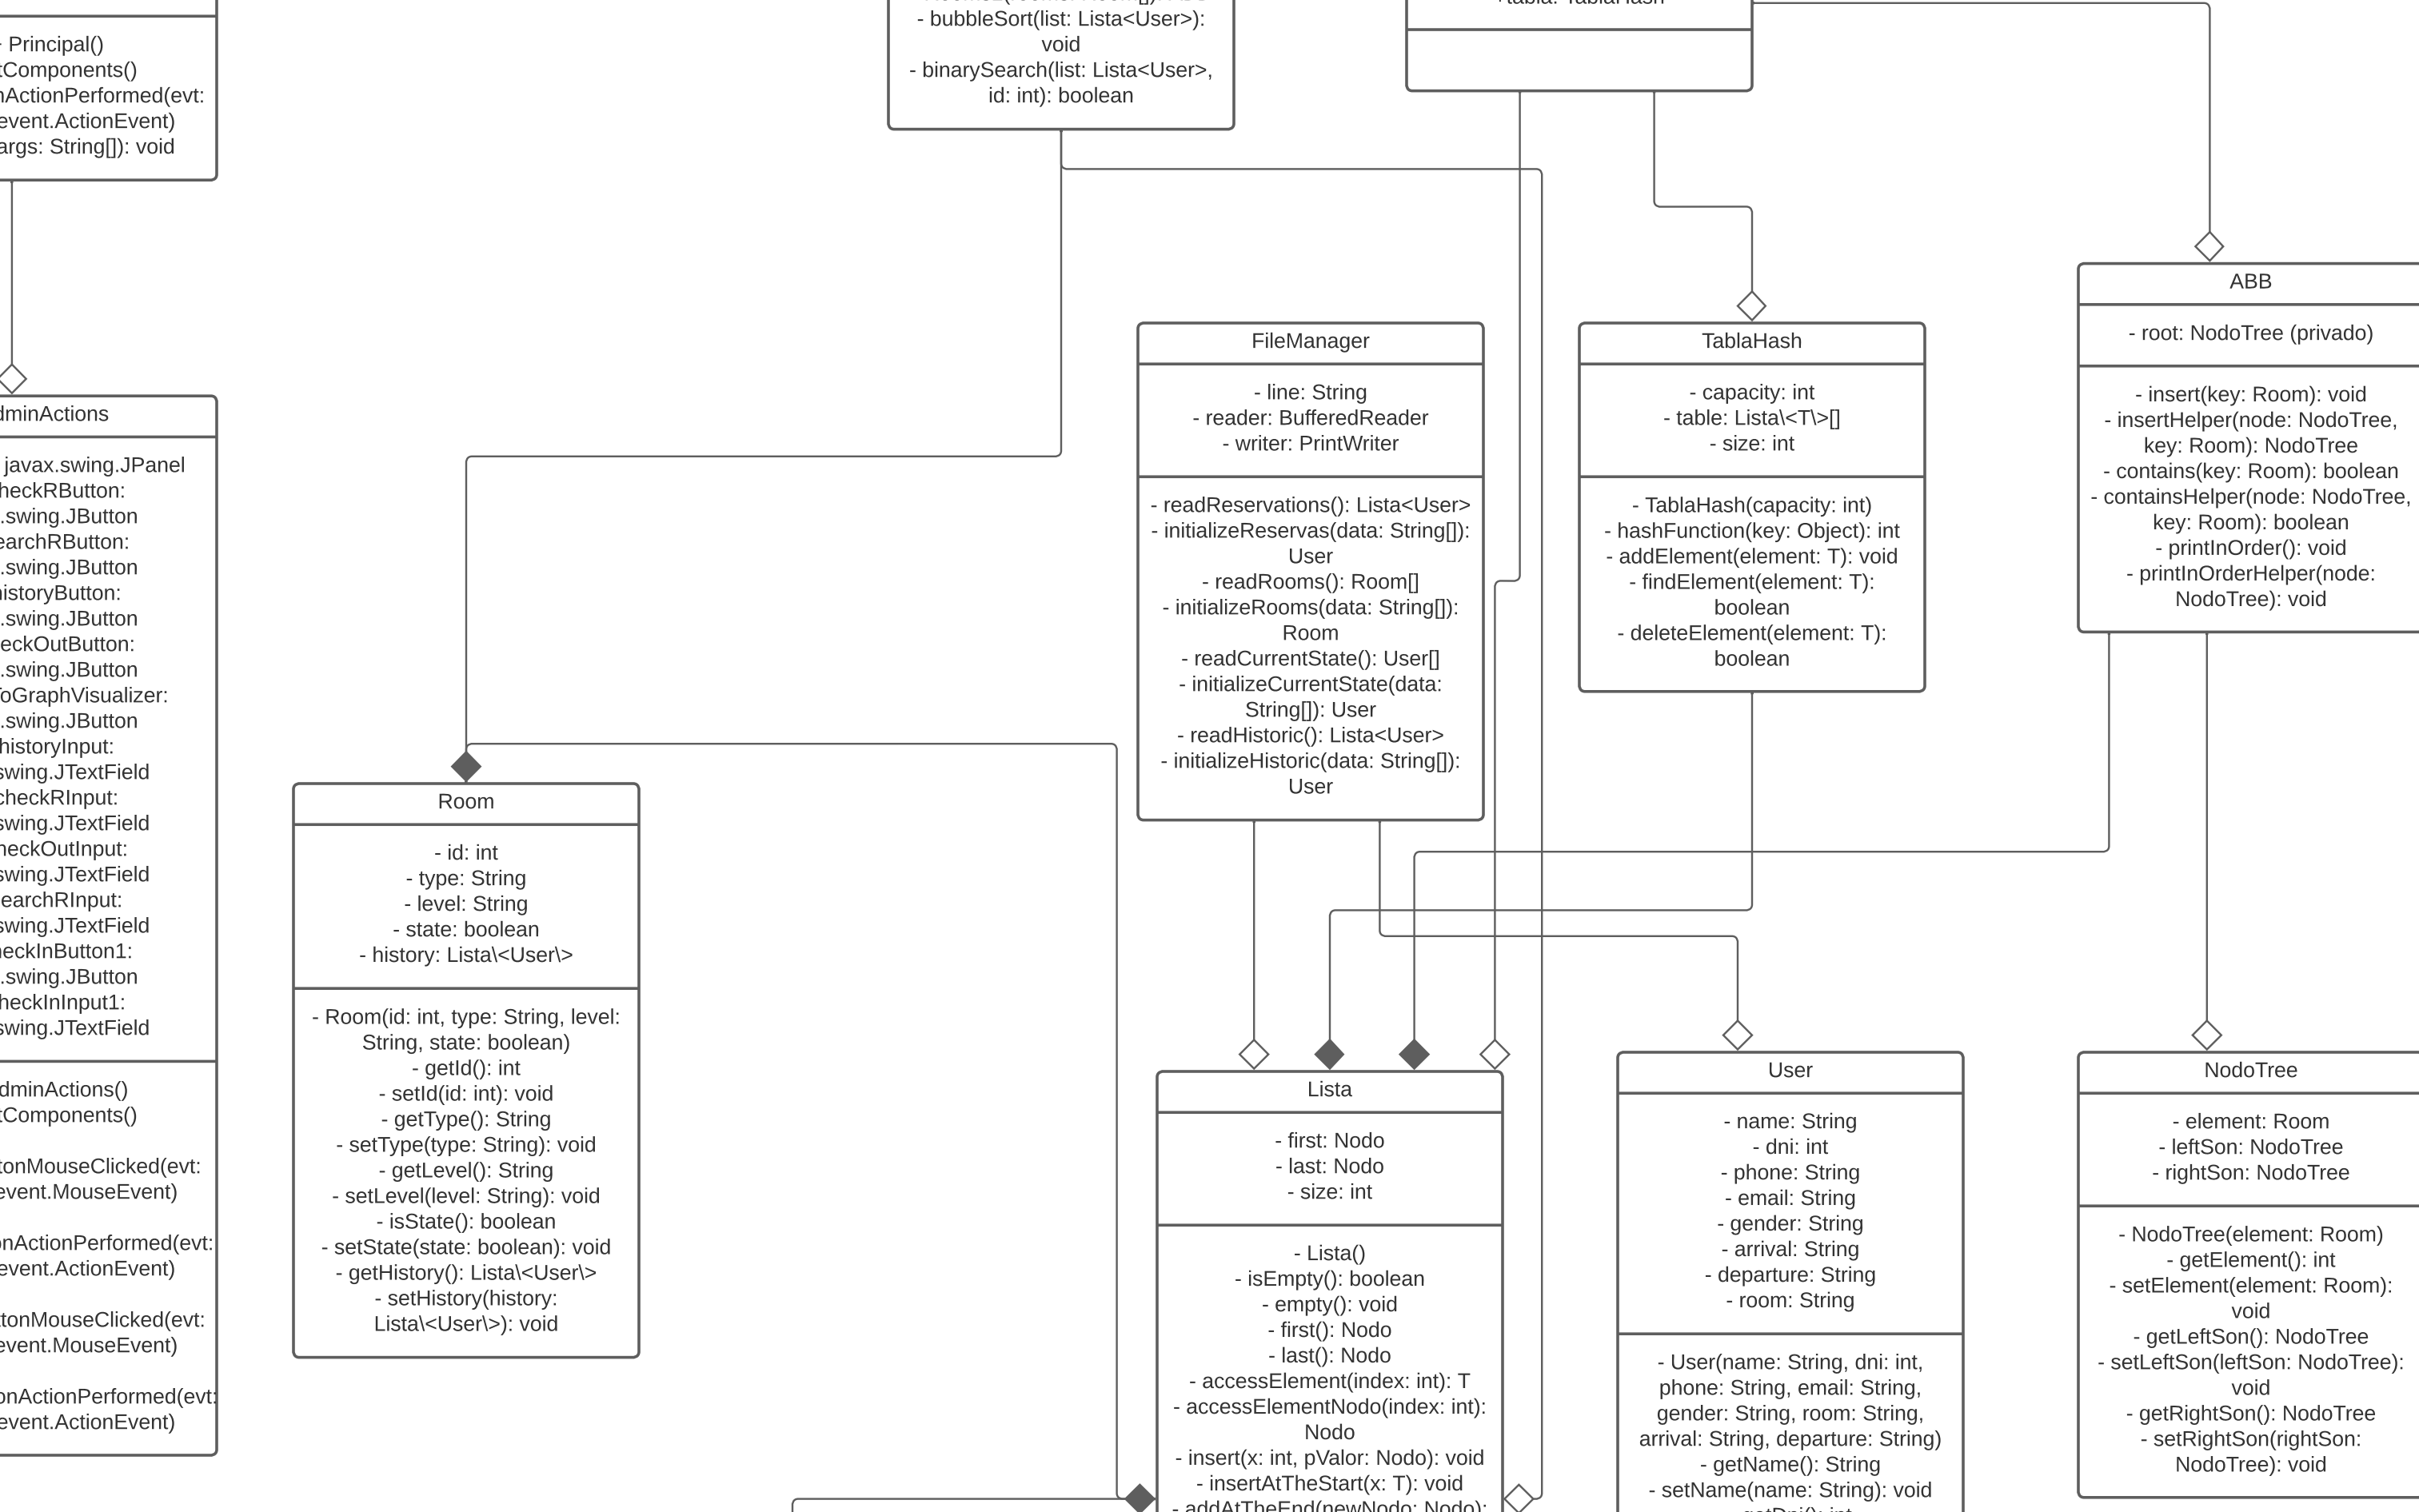 Principal()
tComponents()
nActionPerformed(evt:
event.ActionEvent)
args: String[]): void
dminActions
javax.swing.JPanel
heckRButton:
.swing.JButton
earchRButton:
.swing.JButton
istoryButton:
.swing.JButton
eckOutButton:
.swing.JButton
oGraphVisualizer:
.swing.JButton
historyInput:
swing.JTextField
checkRInput:
swing.JTextField
heckOutInput:
swing.JTextField
earchRInput:
swing.JTextField
heckInButton1:
.swing.JButton
heckInInput1:
swing.JTextField
dminActions()
tComponents()
tonMouseClicked(evt:
event.MouseEvent)
onActionPerformed(evt:
event.ActionEvent)
ttonMouseClicked(evt:
event.MouseEvent)
onActionPerformed(evt:
event.ActionEvent)
- bubbleSort(list: Lista<User>):
void
- binarySearch(list: Lista<User>,
id: int): boolean
Room
- id: int
- type: String
- level: String
- state: boolean
- history: Lista\<User\>
- Room(id: int, type: String, level:
String, state: boolean)
- getId(): int
- setId(id: int): void
- getType(): String
- setType(type: String): void
- getLevel(): String
- setLevel(level: String): void
- isState(): boolean
- setState(state: boolean): void
- getHistory(): Lista\<User\>
- setHistory(history:
Lista\<User\>): void
FileManager
- line: String
- reader: BufferedReader
- writer: PrintWriter
- readReservations(): Lista<User>
- initializeReservas(data: String[]):
User
- readRooms(): Room[]
- initializeRooms(data: String[]):
Room
- readCurrentState(): User[]
- initializeCurrentState(data:
String[]): User
- readHistoric(): Lista<User>
- initializeHistoric(data: String[]):
User
TablaHash
- capacity: int
- table: Lista\<T\>[]
- size: int
- TablaHash(capacity: int)
- hashFunction(key: Object): int
- addElement(element: T): void
- findElement(element: T):
boolean
- deleteElement(element: T):
boolean
ABB
- root: NodoTree (privado)
- insert(key: Room): void
- insertHelper(node: NodoTree,
key: Room): NodoTree
- contains(key: Room): boolean
- containsHelper(node: NodoTree,
key: Room): boolean
- printInOrder(): void
- printInOrderHelper(node:
NodoTree): void
Lista
- first: Nodo
- last: Nodo
- size: int
- Lista()
- isEmpty(): boolean
- empty(): void
- first(): Nodo
- last(): Nodo
- accessElement(index: int): T
- accessElementNodo(index: int):
Nodo
- insert(x: int, pValor: Nodo): void
- insertAtTheStart(x: T): void
- addAtTheEnd(newNodo: Nodo):
User
- name: String
- dni: int
- phone: String
- email: String
- gender: String
- arrival: String
- departure: String
- room: String
- User(name: String, dni: int,
phone: String, email: String,
gender: String, room: String,
arrival: String, departure: String)
- getName(): String
- setName(name: String): void
NodoTree
- element: Room
- leftSon: NodoTree
- rightSon: NodoTree
- NodoTree(element: Room)
- getElement(): int
- setElement(element: Room):
void
- getLeftSon(): NodoTree
- setLeftSon(leftSon: NodoTree):
void
- getRightSon(): NodoTree
- setRightSon(rightSon:
NodoTree): void